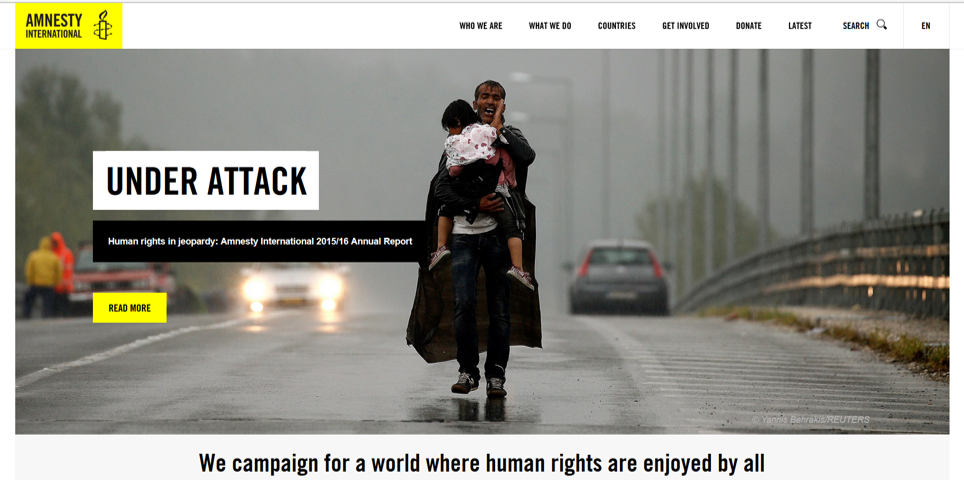 AMNESTY
INTERNATIONAL
WHO WE ARE
WHAT WE DO
COUNTRIES
GET INVOLVED
DONATE
LATEST
SEARCH
EN
UNDER ATTACK
Human rights in jeopardy: Amnesty International 2015/16 Annual Report
READ MORE
© Yannis Behrakis/REUTERS
We campaign for a world where human rights are enjoyed by all